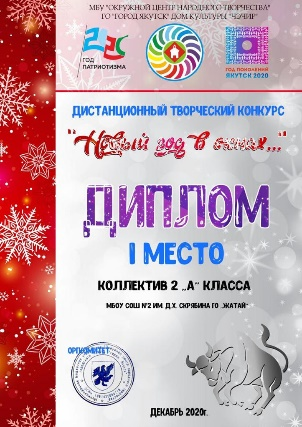 МБУ "ОКРУЖНОЙ ЦЕНТР НАРОДНОГО ТВОРЧЕСТВА"
ГО "ГОРОД ЯКУТСК" ДОМ КУЛЬТУРЫ "ЧЭЧИР"
ГОД
ПАТРИОТИЗМА
ГОД ПОКОЛЕНИЙ
ЯКУТСК 2020
ДИСТАНЦИОННЫЙ ТВОРЧЕСКИЙ КОНКУРС
"Новый год в окнах..."
ДИПЛОМ
I МЕСТО
КОЛЛЕКТИВ 2 „А" КЛАССА
МБОУ СОШ №2 ИМ. Д.Х. СКРЯБИНА ГО „ЖАТАЙ"
ОРГКОМИТЕТ:
ДЕКАБРЬ 2020г.